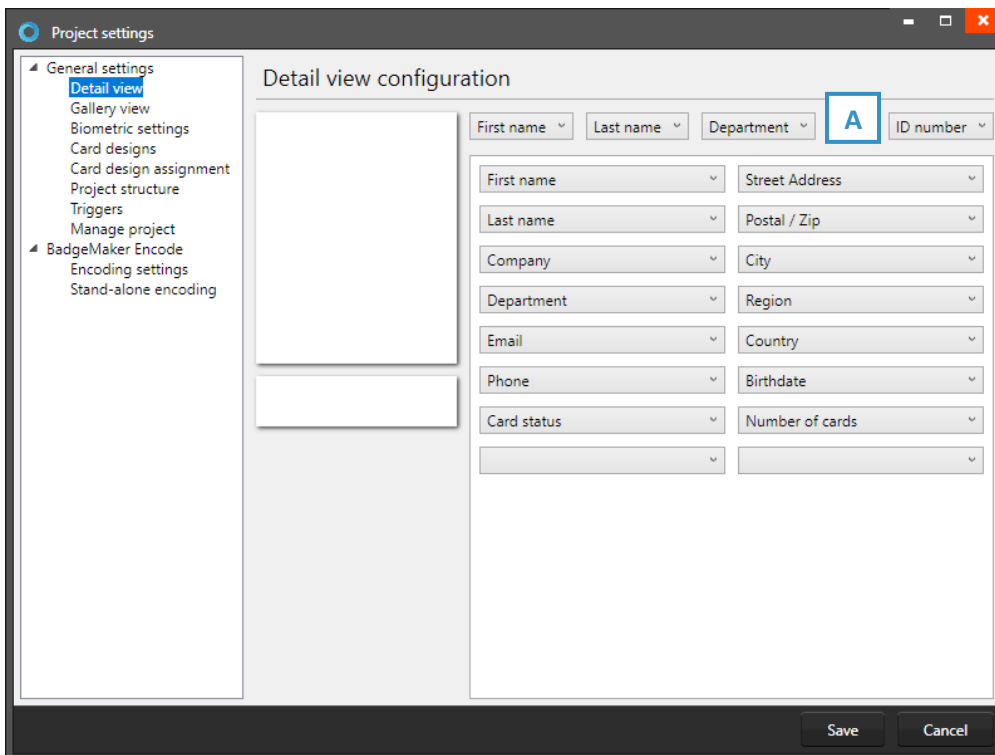 Project settings
General settings
Detail view
Gallery view
Biometric settings
Card designs
Card design assignment
Project structure
Triggers
Manage project
BadgeMaker Encode
Encoding settings
Stand-alone encoding
Detail view configuration
First name Last name Department A ID number
First name Street Address
Last name Postal / Zip
Company City
Department Region
Email Country
Phone Birthdate
Card status Number of cards
Save Cancel